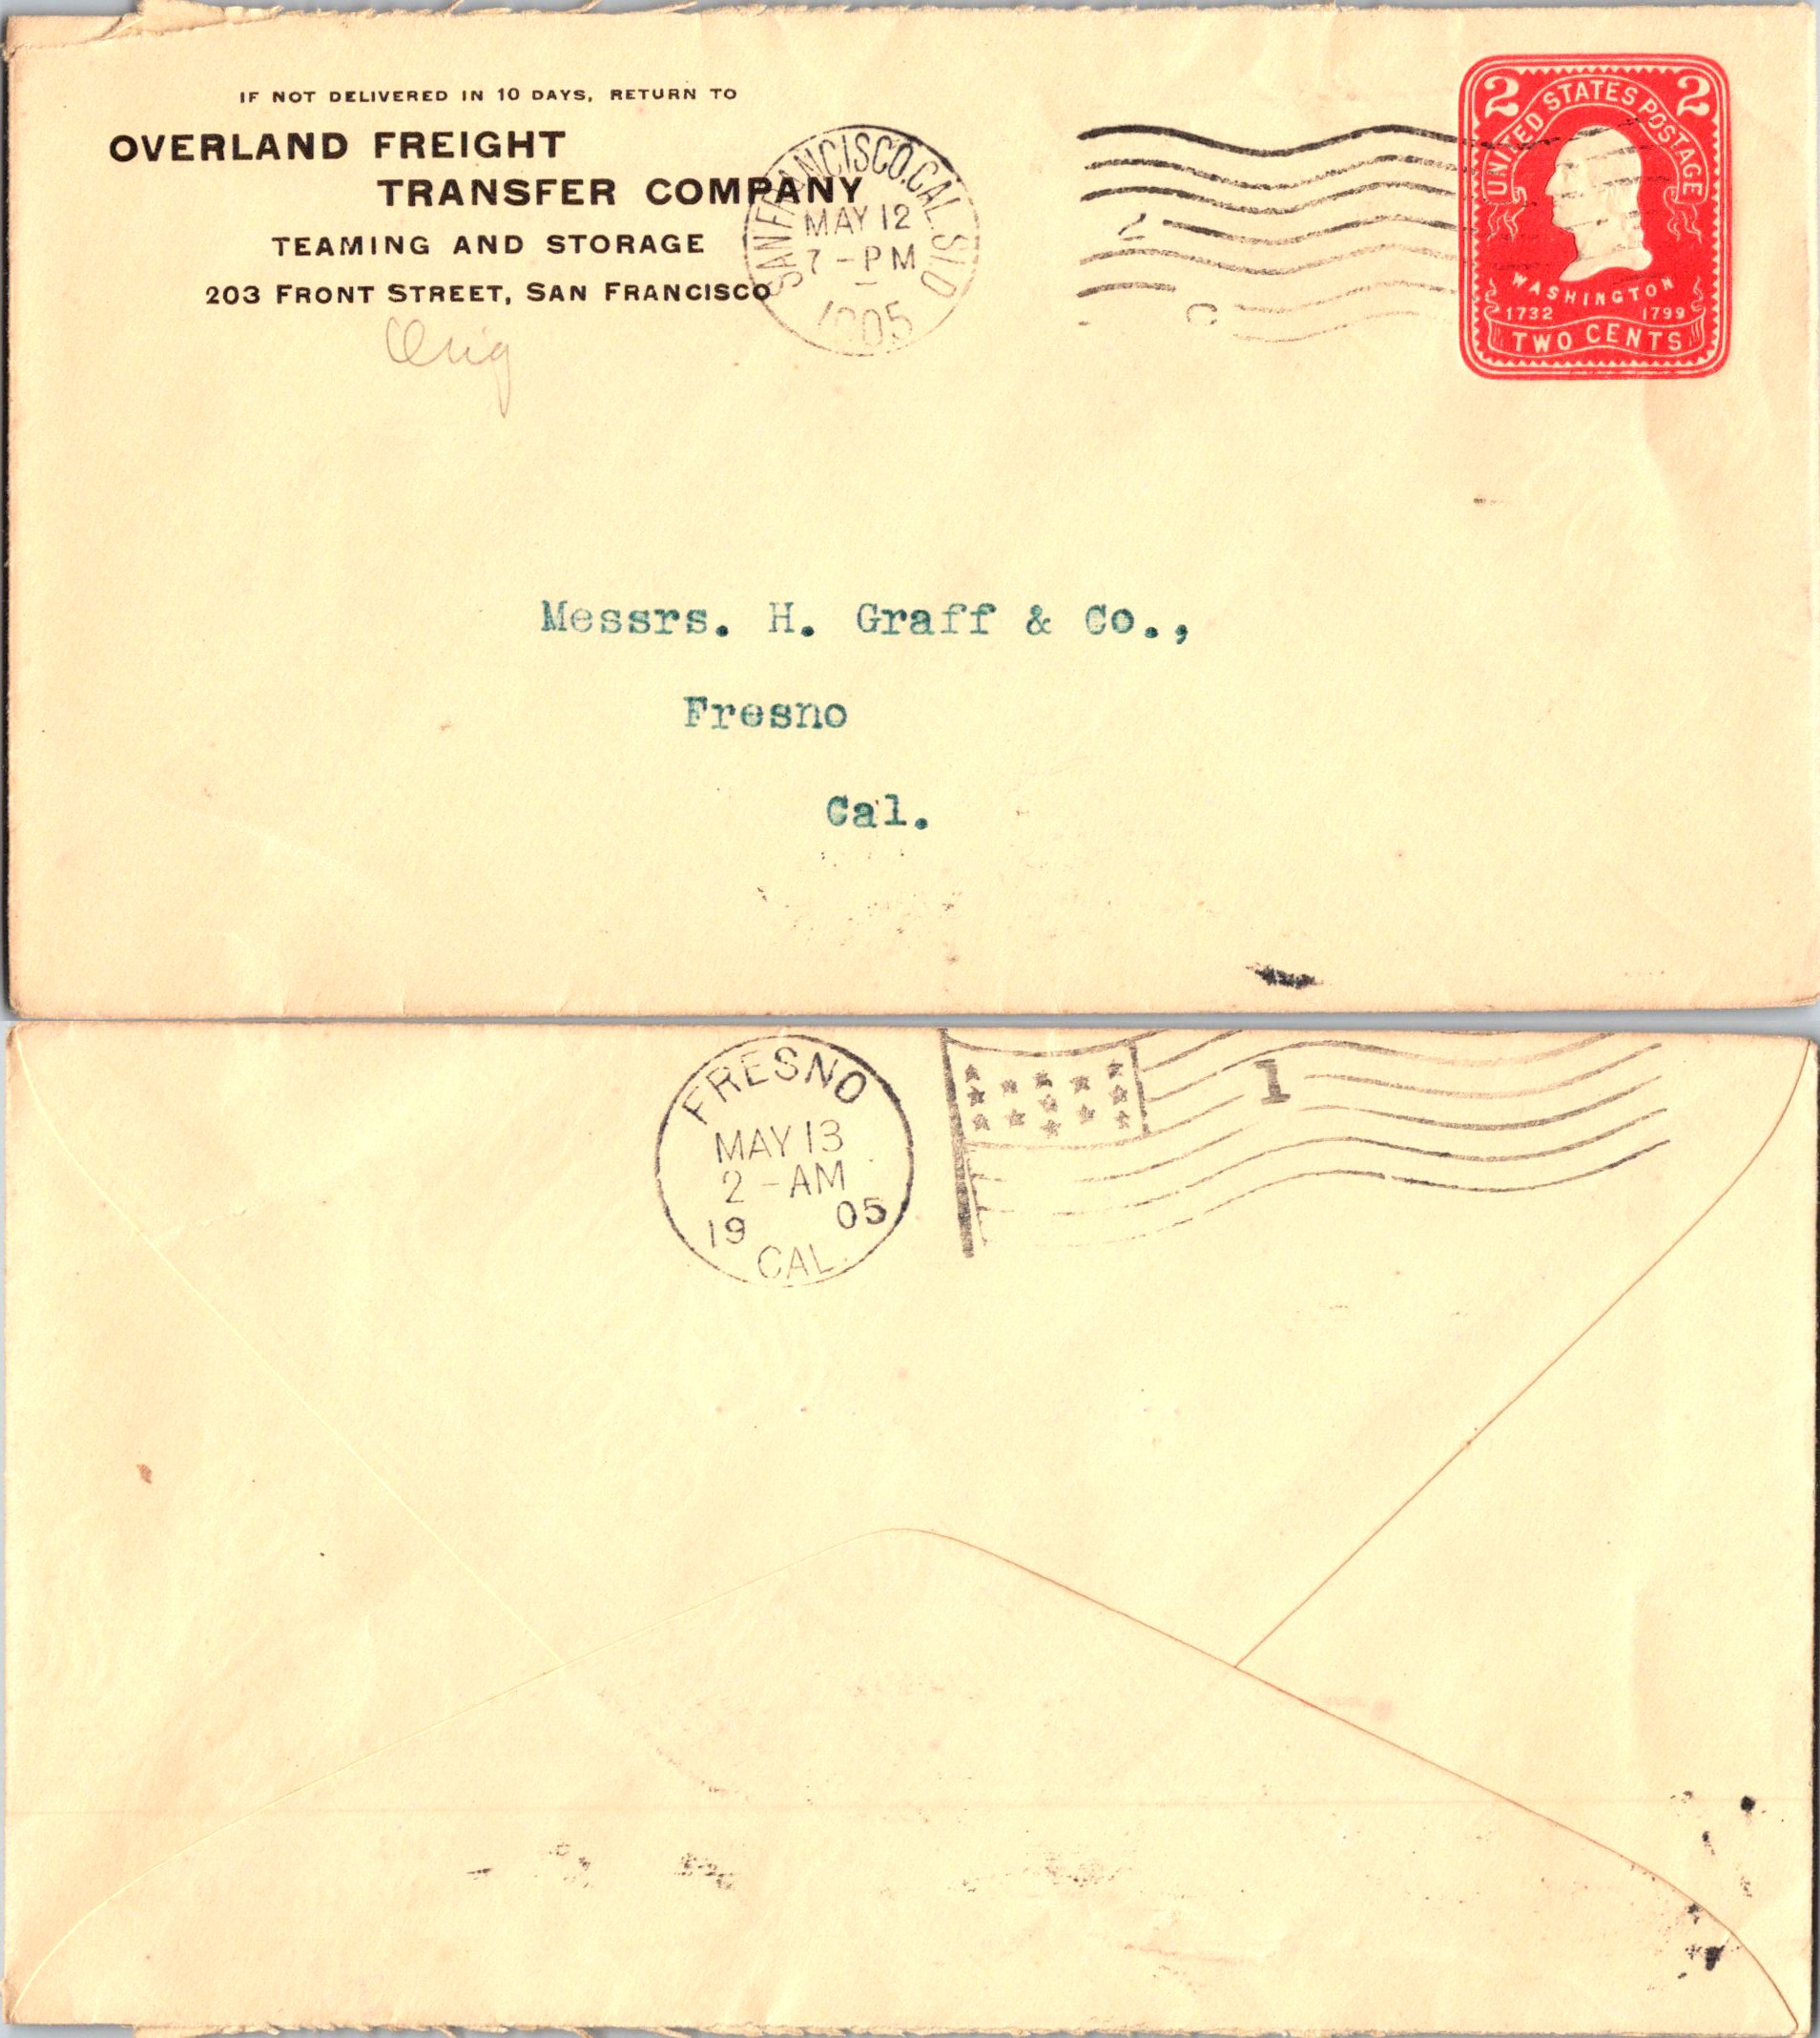 IF NOT DELIVERED IN 10 DAYS, RETURN TO
OVERLAND FREIGHT
TRANSFER COMPANY
TEAMING AND STORAGE
203 FRONT STREET, SAN FRANCISCO
Orig
SAN FRANCISCO.CAL. STA.D
MAY 12
7 - PM
1905
2
C
2 2
UNITED STATES POSTAGE
WASHINGTON
1732 1799
TWO CENTS
Messrs. H. Graff & Co.,
Fresno
Cal.
FRESNO
MAY 13
2 - AM
19 05
CAL.
1